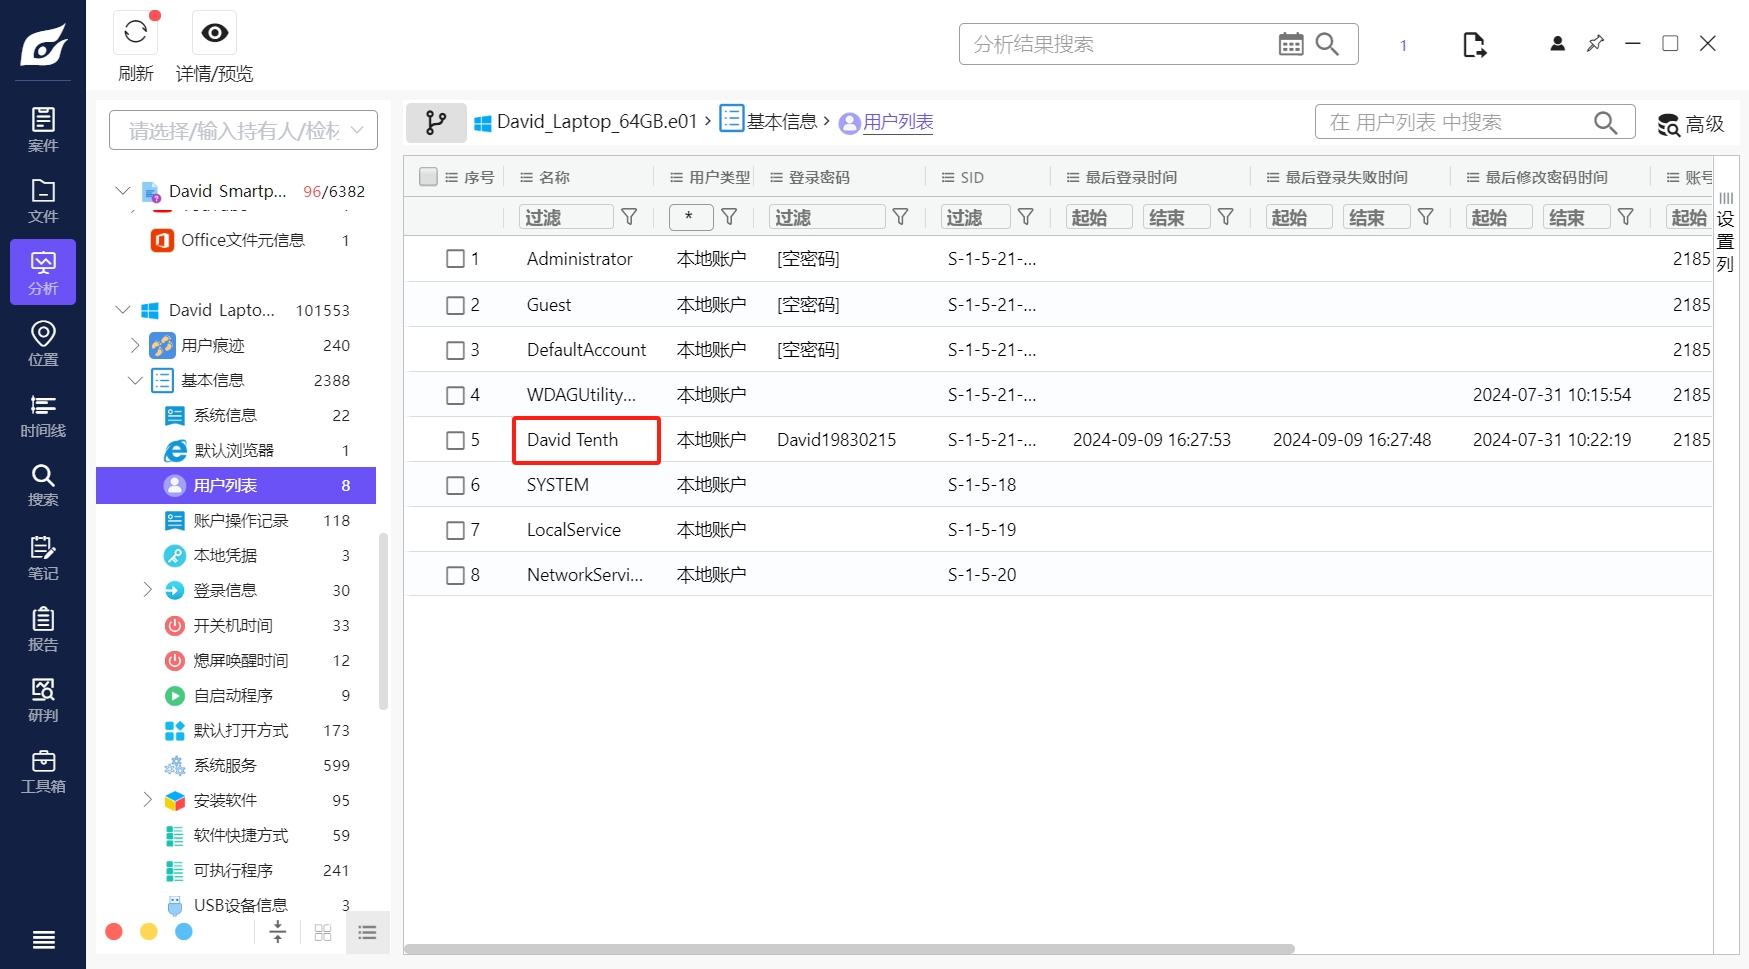 刷新
详情/预览
分析结果搜索
1
案件
文件
分析
位置
时间线
搜索
笔记
报告
研判
工具箱
请选择/输入持有人/检材
David Smartp... 96/6382
Office文件元信息 1
David Lapto... 101553
用户痕迹 240
基本信息 2388
系统信息 22
默认浏览器 1
用户列表 8
账户操作记录 118
本地凭据 3
登录信息 30
开关机时间 33
熄屏唤醒时间 12
自启动程序 9
默认打开方式 173
系统服务 599
安装软件 95
软件快捷方式 59
可执行程序 241
USB设备信息 3
David_Laptop_64GB.e01 › 基本信息 › 用户列表
在 用户列表 中搜索
高级
序号 名称 用户类型 登录密码 SID 最后登录时间 最后登录失败时间 最后修改密码时间 账号
过滤 * 过滤 过滤 起始 结束 起始 结束 起始 结束 起始
1 Administrator 本地账户 [空密码] S-1-5-21-... 2185
2 Guest 本地账户 [空密码] S-1-5-21-... 2185
3 DefaultAccount 本地账户 [空密码] S-1-5-21-... 2185
4 WDAGUtility... 本地账户 S-1-5-21-... 2024-07-31 10:15:54 2185
5 David Tenth 本地账户 David19830215 S-1-5-21-... 2024-09-09 16:27:53 2024-09-09 16:27:48 2024-07-31 10:22:19 2185
6 SYSTEM 本地账户 S-1-5-18
7 LocalService 本地账户 S-1-5-19
8 NetworkServi... 本地账户 S-1-5-20
设置列